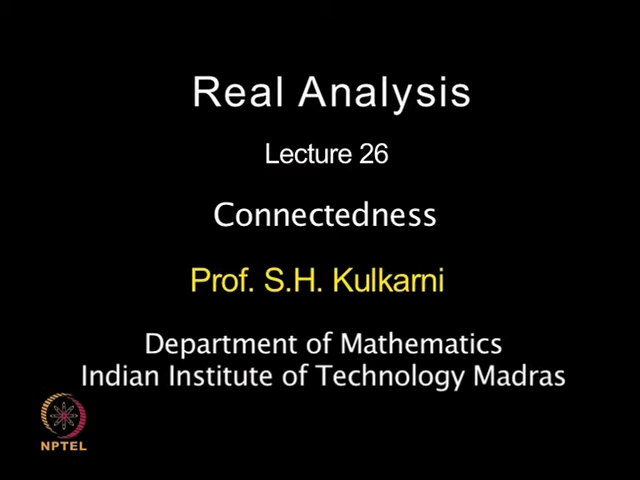 Real Analysis
Lecture 26
Connectedness
Prof. S.H. Kulkarni
Department of Mathematics
Indian Institute of Technology Madras
NPTEL